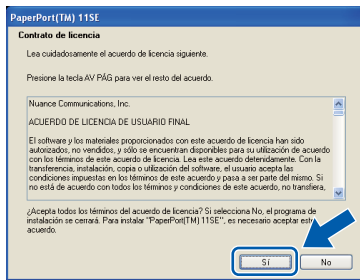 PaperPort(TM) 11SE
Contrato de licencia
Lea cuidadosamente el acuerdo de licencia siguiente.
Presione la tecla AV PÁG para ver el resto del acuerdo.
Nuance Communications, Inc.
ACUERDO DE LICENCIA DE USUARIO FINAL
El software y los materiales proporcionados con este acuerdo de licencia han sido
autorizados, no vendidos, y sólo se encuentran disponibles para su utilización de acuerdo
con los términos de este acuerdo de licencia. Lea este acuerdo detenidamente. Con la
transferencia, instalación, copia o utilización del software, el usuario acepta las
condiciones impuestas en los términos de este acuerdo y pasa a ser parte del mismo. Si
no está de acuerdo con todos los términos y condiciones de este acuerdo, no transfiera,
¿Acepta todos los términos del acuerdo de licencia? Si selecciona No, el programa de
instalación se cerrará. Para instalar "PaperPort(TM) 11SE", es necesario aceptar este
acuerdo.
Sí
No